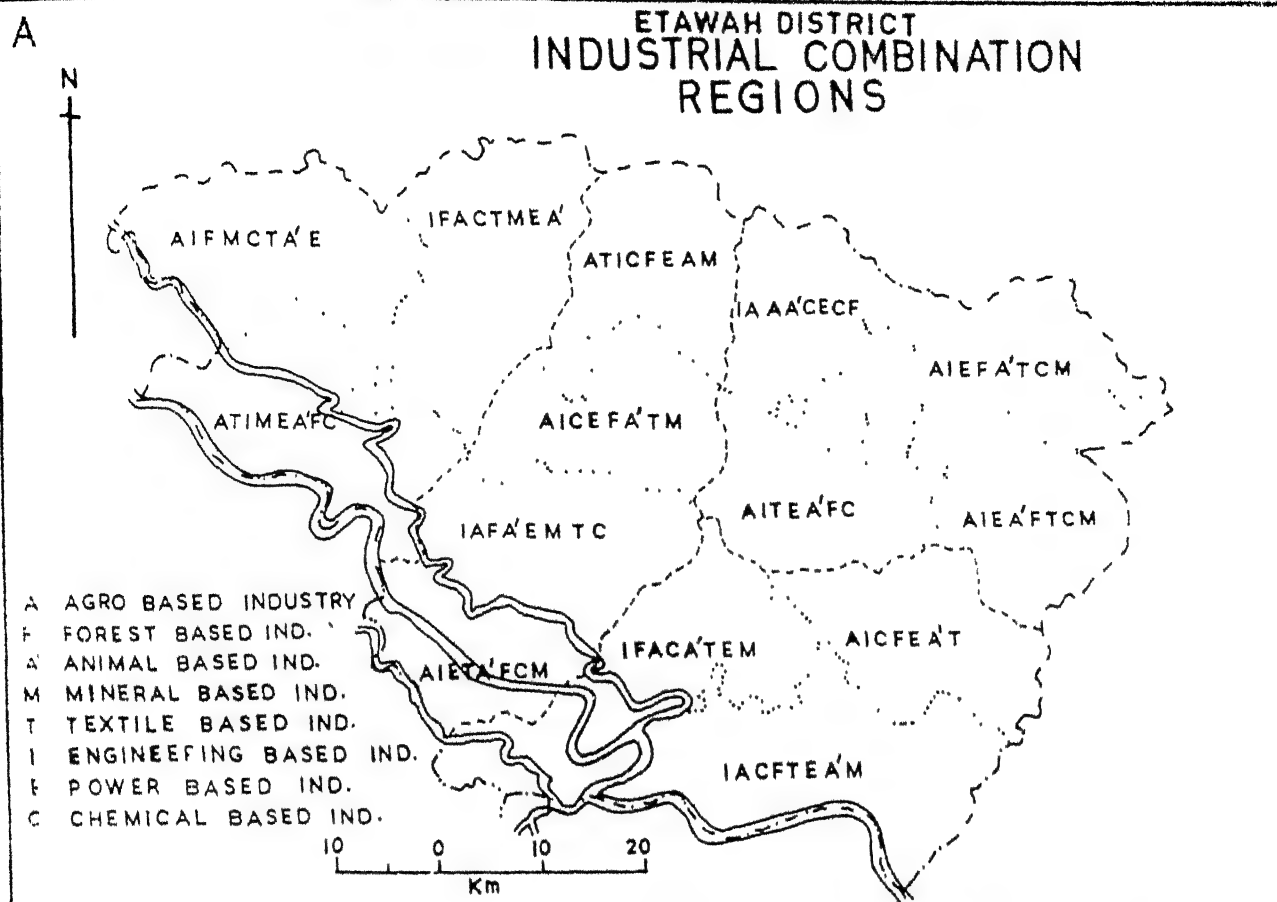 A
ETAWAH DISTRICT
INDUSTRIAL COMBINATION
REGIONS
N
AIFMCTA'E
IFACTMEA'
ATICFEAM
IAAA'CECF
AIEFA'TCM
ATIMEA'FC
AICEFA'TM
IAFA'EMTC
AITEA'FC
AIEA'FTCM
AIETA'FCM
IFACA'TEM
AICFEA'T
IACFTEA'M
A AGRO BASED INDUSTRY
F FOREST BASED IND.
A' ANIMAL BASED IND.
M MINERAL BASED IND.
T TEXTILE BASED IND.
I ENGINEEFING BASED IND.
E POWER BASED IND.
C CHEMICAL BASED IND.
10 0 10 20
Km